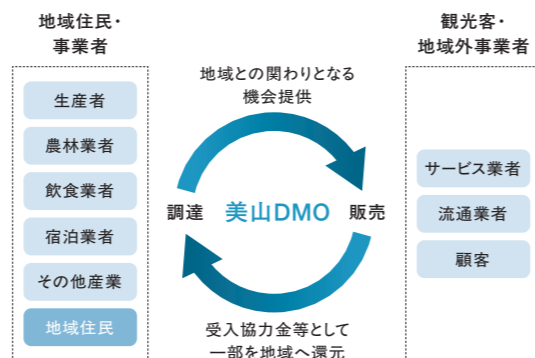 地域住民・
事業者
生産者
農林業者
飲食業者
宿泊業者
その他産業
地域住民
地域との関わりとなる
機会提供
調達 美山DMO 販売
受入協力金等として
一部を地域へ還元
観光客・
地域外事業者
サービス業者
流通業者
顧客